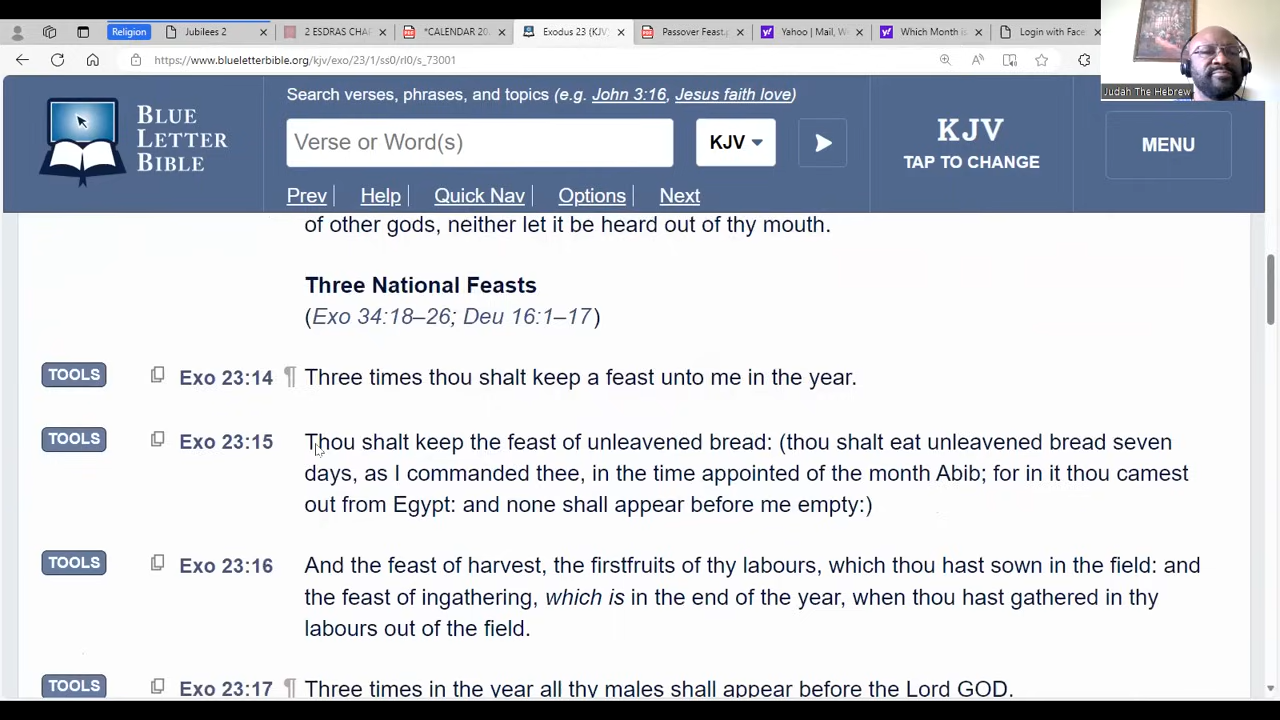 Religion
Jubilees 2
2 ESDRAS CHA
*CALENDAR 20
Exodus 23 (KJV)
Passover Feast.p
Yahoo | Mail, W
Which Month is
Login with Face
https://www.blueletterbible.org/kjv/exo/23/1/ss0/rl0/s_73001
Judah The Hebrew
BLUE
LETTER
BIBLE
Search verses, phrases, and topics (e.g. John 3:16, Jesus faith love)
Verse or Word(s)
KJV
KJV
TAP TO CHANGE
MENU
Prev
Help
Quick Nav
Options
Next
of other gods, neither let it be heard out of thy mouth.
Three National Feasts
(Exo 34:18–26; Deu 16:1–17)
TOOLS Exo 23:14 ¶ Three times thou shalt keep a feast unto me in the year.
TOOLS Exo 23:15 Thou shalt keep the feast of unleavened bread: (thou shalt eat unleavened bread seven
days, as I commanded thee, in the time appointed of the month Abib; for in it thou camest
out from Egypt: and none shall appear before me empty:)
TOOLS Exo 23:16 And the feast of harvest, the firstfruits of thy labours, which thou hast sown in the field: and
the feast of ingathering, which is in the end of the year, when thou hast gathered in thy
labours out of the field.
TOOLS Exo 23:17 ¶ Three times in the year all thy males shall appear before the Lord GOD.